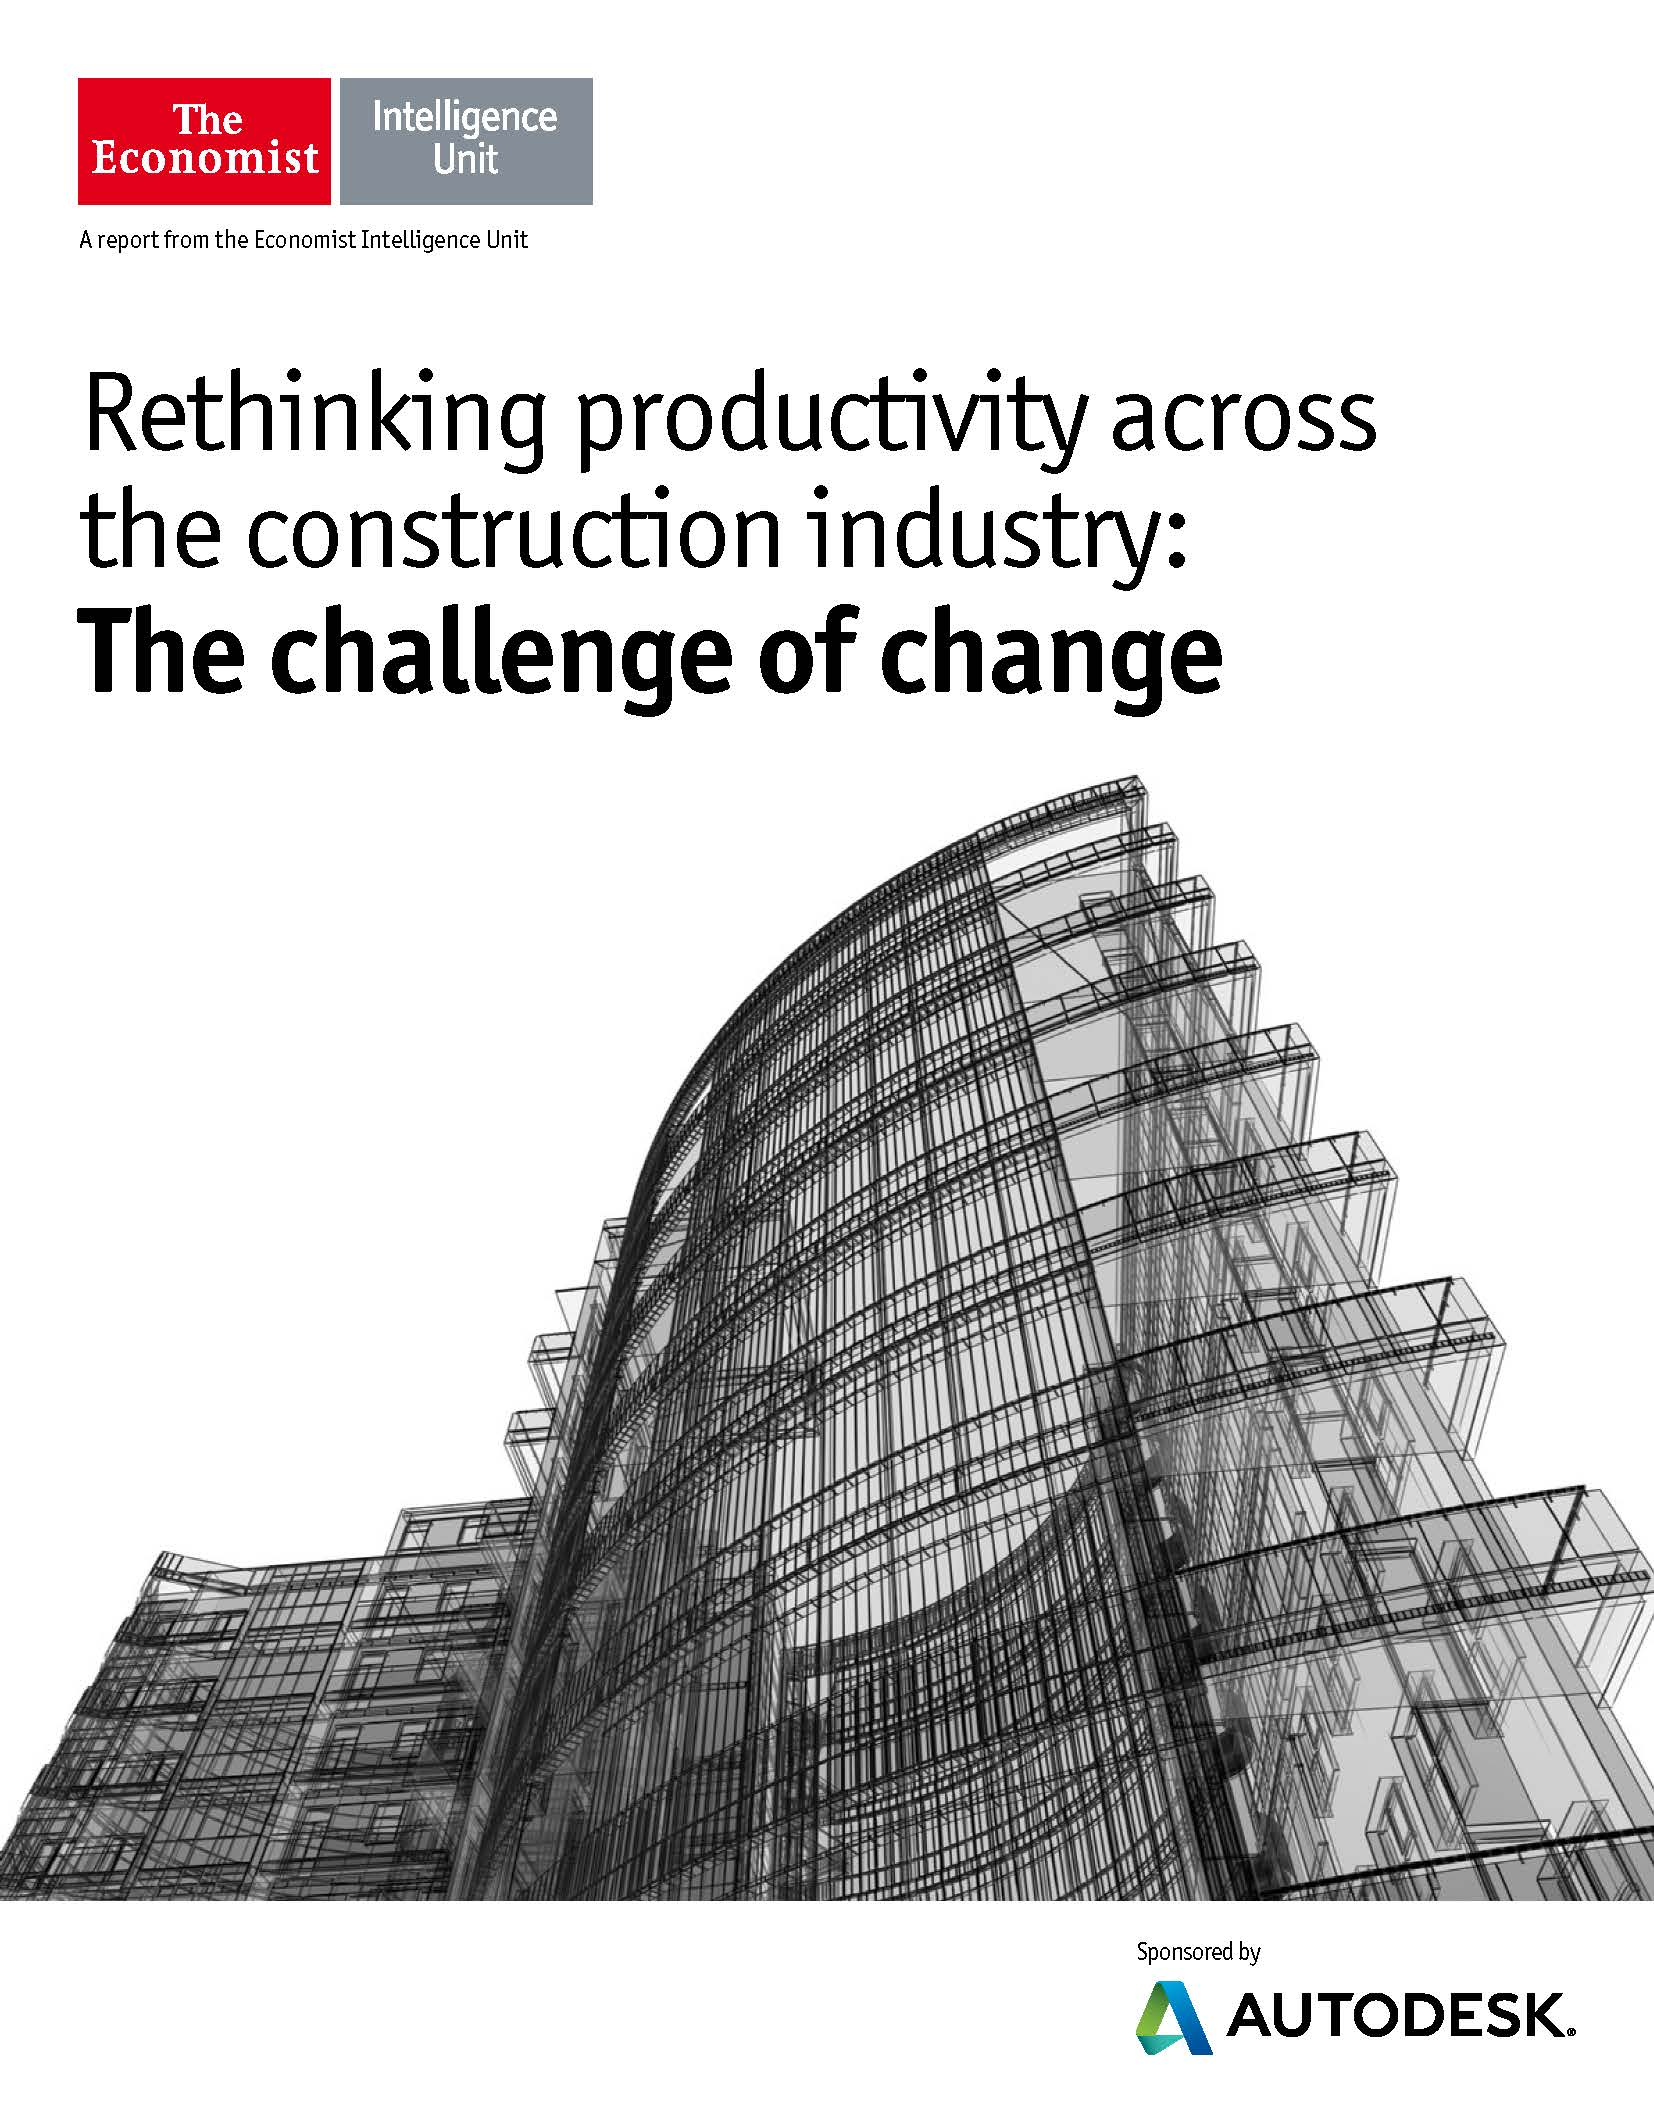 The
Economist
Intelligence
Unit
A report from the Economist Intelligence Unit
Rethinking productivity across
the construction industry:
The challenge of change
Sponsored by
AUTODESK®